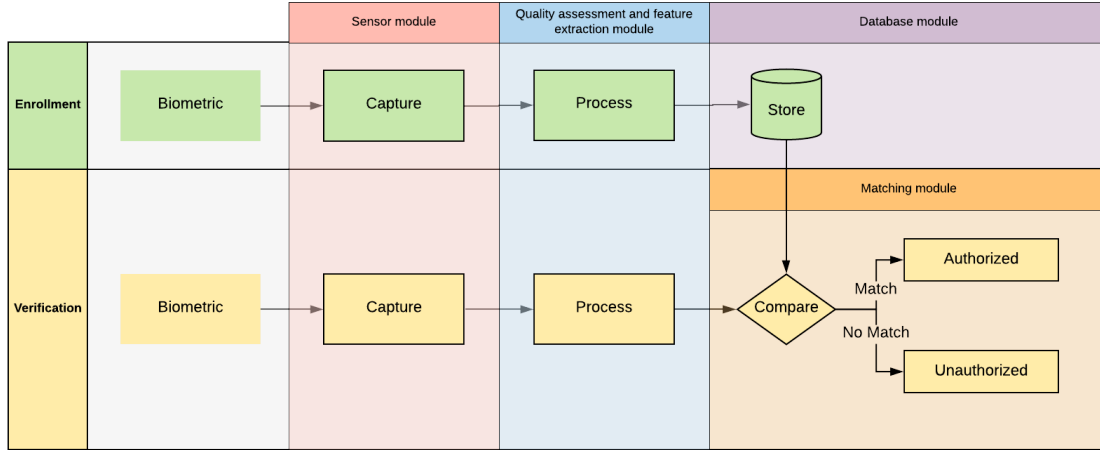 Sensor module
Quality assessment and feature
extraction module
Database module
Enrollment
Biometric
Capture
Process
Store
Matching module
Verification
Biometric
Capture
Process
Compare
Match
No Match
Authorized
Unauthorized